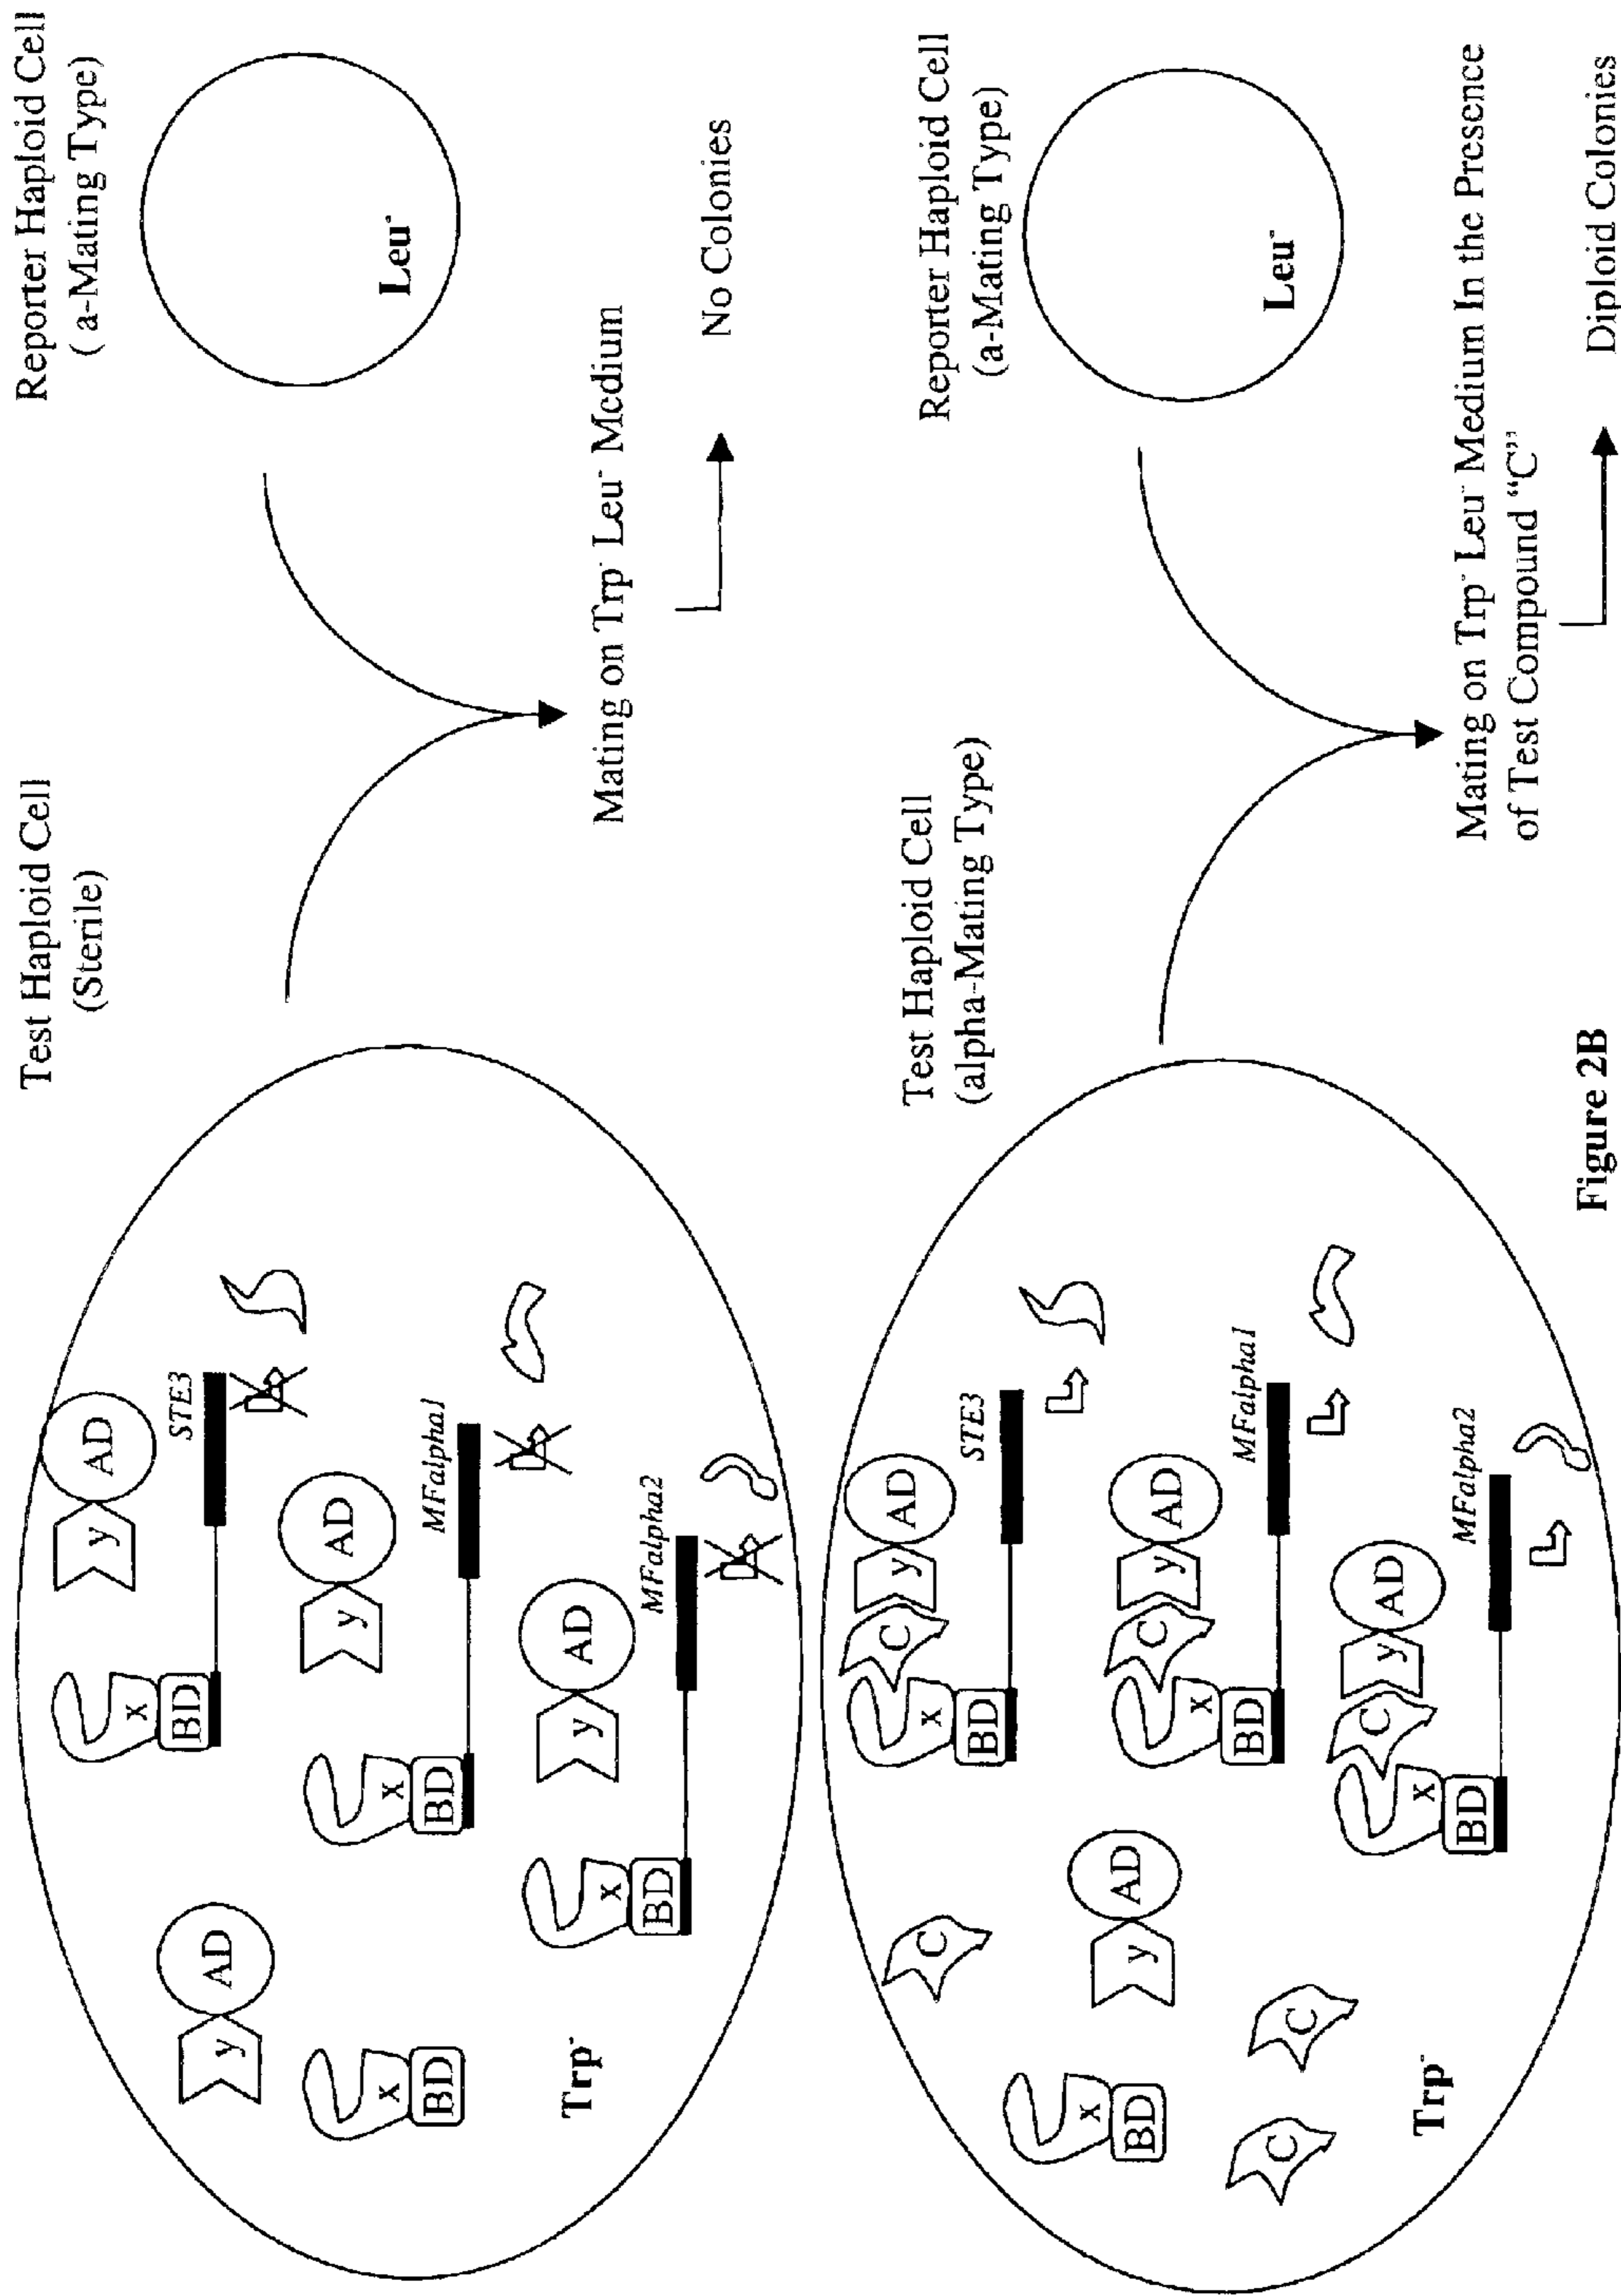 Test Haploid Cell
(Sterile)
Reporter Haploid Cell
( a-Mating Type)
y AD
y AD
x
BD
STE3
x
BD
y AD
x
BD
MFalpha1
y AD
x
BD
MFalpha2
Trp-
Leu-
Mating on Trp- Leu- Medium
No Colonies
Test Haploid Cell
(alpha-Mating Type)
Reporter Haploid Cell
(a-Mating Type)
C
C y AD
x
BD
STE3
x
BD
y AD
C y AD
x
BD
MFalpha1
C
C
C y AD
x
BD
MFalpha2
Trp-
Leu-
Mating on Trp- Leu- Medium In the Presence
of Test Compound “C”
Diploid Colonies
Figure 2B